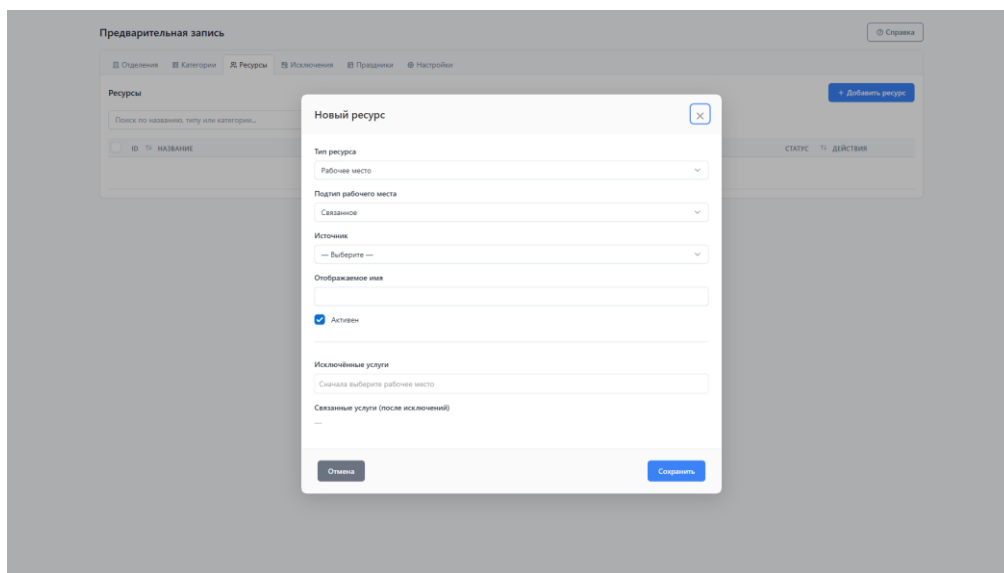 Предварительная запись
Справка
Отделения Категории Ресурсы Исключения Праздники Настройки
Ресурсы
+ Добавить ресурс
Поиск по названию, типу или категории...
ID НАЗВАНИЕ СТАТУС ДЕЙСТВИЯ
Новый ресурс
Тип ресурса
Рабочее место
Подтип рабочего места
Связанное
Источник
— Выберите —
Отображаемое имя
Активен
Исключённые услуги
Сначала выберите рабочее место
Связанные услуги (после исключений)
—
Отмена
Сохранить